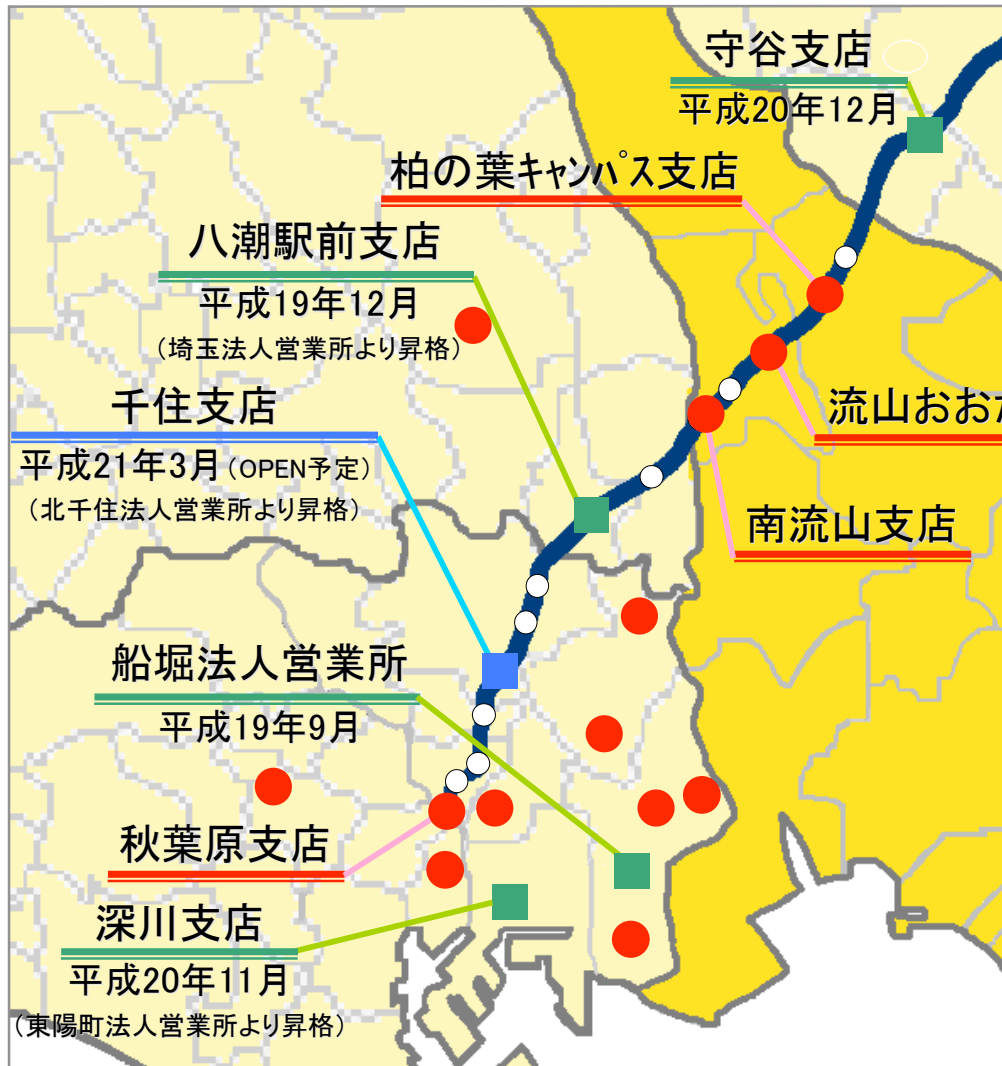 守谷支店
平成20年12月
柏の葉キャンパス支店
八潮駅前支店
平成19年12月
(埼玉法人営業所より昇格)
千住支店
平成21年3月(OPEN予定)
(北千住法人営業所より昇格)
流山おおた
南流山支店
船堀法人営業所
平成19年9月
秋葉原支店
深川支店
平成20年11月
(東陽町法人営業所より昇格)